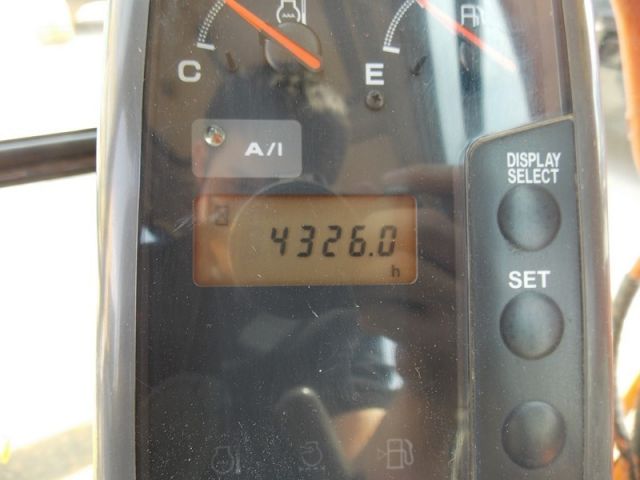 C
E
A/I
DISPLAY
SELECT
4326.0
h
SET